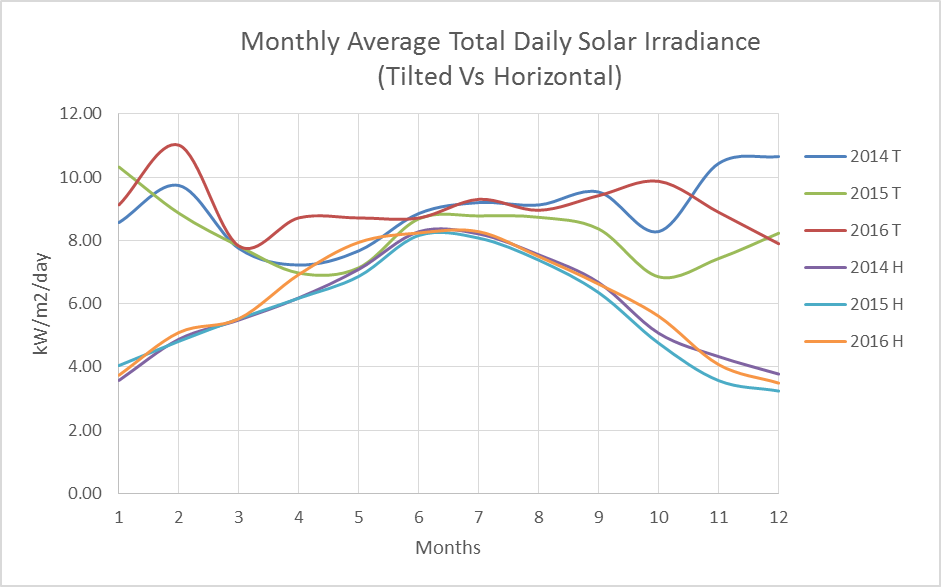 Monthly Average Total Daily Solar Irradiance
(Tilted Vs Horizontal)
kW/m2/day
12.00
10.00
8.00
6.00
4.00
2.00
0.00
1 2 3 4 5 6 7 8 9 10 11 12
Months
2014 T
2015 T
2016 T
2014 H
2015 H
2016 H